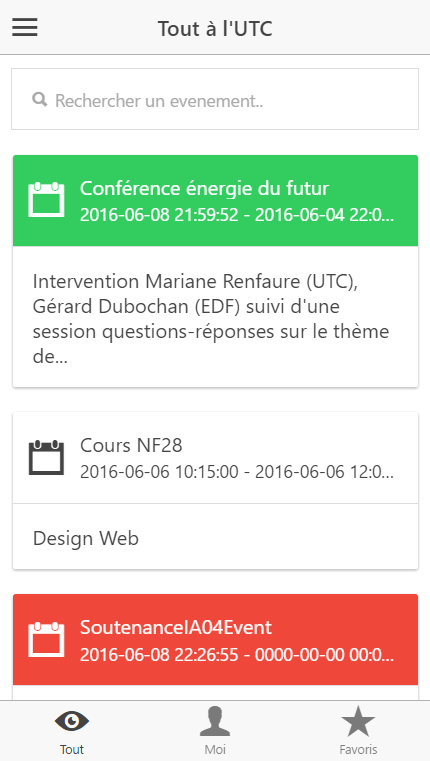 Tout à l'UTC
Rechercher un evenement..
Conférence énergie du futur
2016-06-08 21:59:52 - 2016-06-04 22:0...
Intervention Mariane Renfaure (UTC),
Gérard Dubochan (EDF) suivi d'une
session questions-réponses sur le thème
de...
Cours NF28
2016-06-06 10:15:00 - 2016-06-06 12:0...
Design Web
SoutenanceIA04Event
2016-06-08 22:26:55 - 0000-00-00 00:0...
Tout
Moi
Favoris